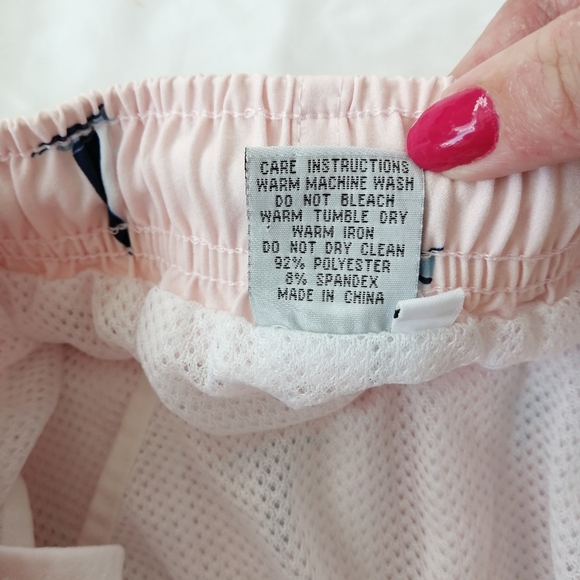 CARE INSTRUCTIONS
WARM MACHINE WASH
DO NOT BLEACH
WARM TUMBLE DRY
WARM IRON
DO NOT DRY CLEAN
92% POLYESTER
8% SPANDEX
MADE IN CHINA